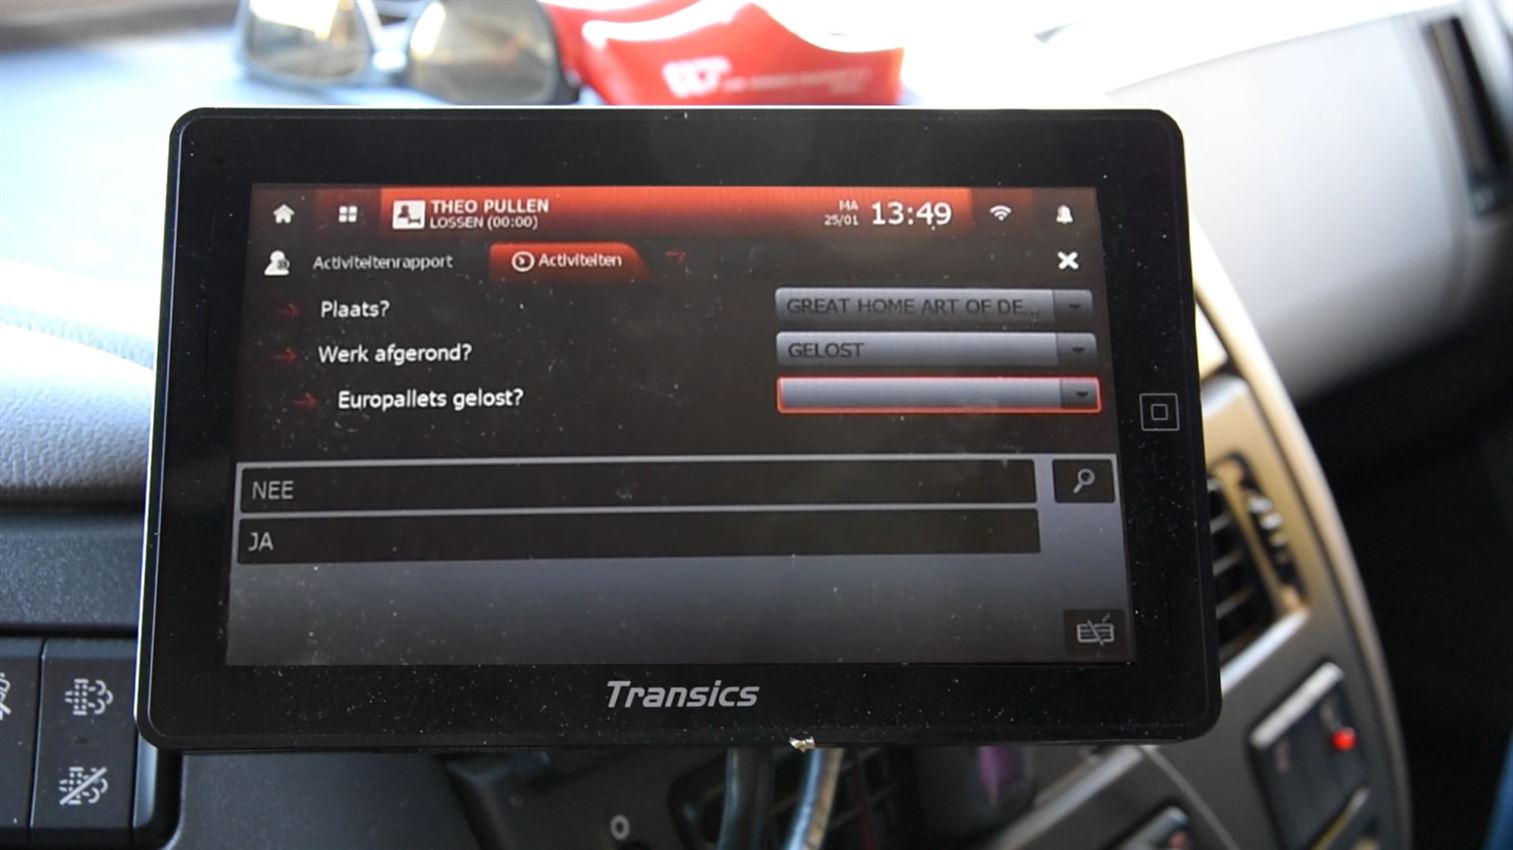 THEO PULLEN
LOSSEN (00:00)
MA
25/01
13:49
Activiteitenrapport
Activiteiten
Plaats?
GREAT HOME ART OF DE...
Werk afgerond?
GELOST
Europallets gelost?
NEE
JA
Transics